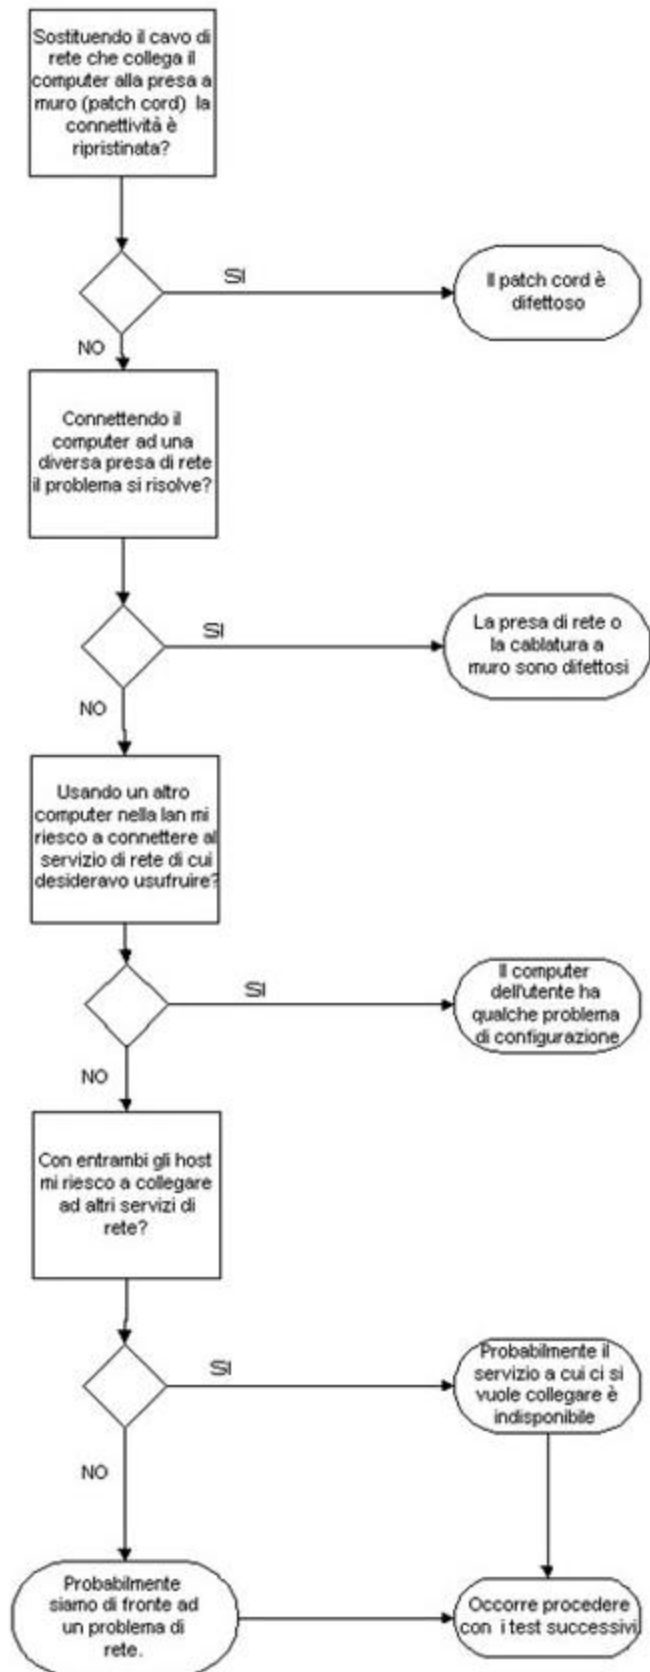 Sostituendo il cavo di
rete che collega il
computer alla presa a
muro (patch cord) la
connettività è
ripristinata?
SI
Il patch cord è
difettoso
NO
Connettendo il
computer ad una
diversa presa di rete
il problema si risolve?
SI
La presa di rete o
la cablatura a
muro sono difettosi
NO
Usando un altro
computer nella lan mi
riesco a connettere al
servizio di rete di cui
desideravo usufruire?
SI
Il computer
dell'utente ha
qualche problema
di configurazione
NO
Con entrambi gli host
mi riesco a collegare
ad altri servizi di
rete?
SI
Probabilmente il
servizio a cui ci si
vuole collegare è
indisponibile
NO
Probabilmente
siamo di fronte ad
un problema di
rete.
Occorre procedere
con i test successivi